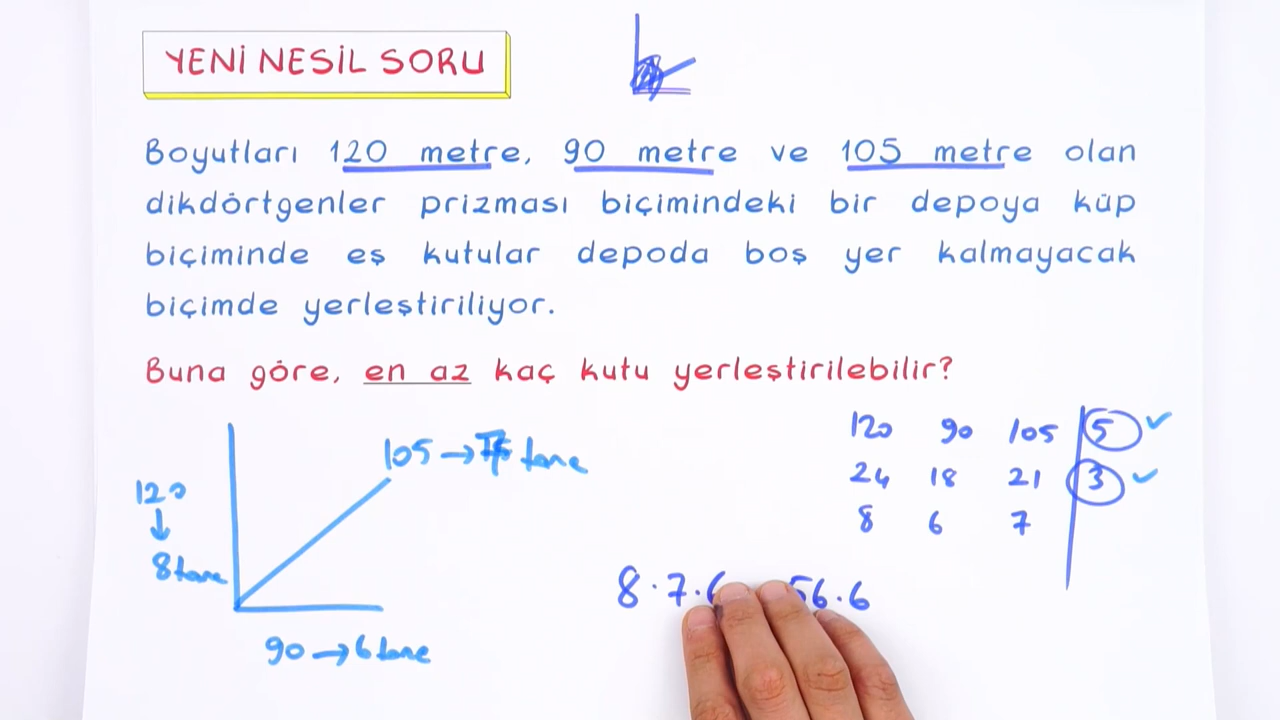 YENİ NESİL SORU
Boyutları 120 metre, 90 metre ve 105 metre olan
dikdörtgenler prizması biçimindeki bir depoya küp
biçiminde eş kutular depoda boş yer kalmayacak
biçimde yerleştiriliyor.
Buna göre, en az kaç kutu yerleştirilebilir?
120 90 105 5
24 18 21 3
8 6 7
105 → tane
120
8 tane
90 → 6 tane
8.7. 56.6